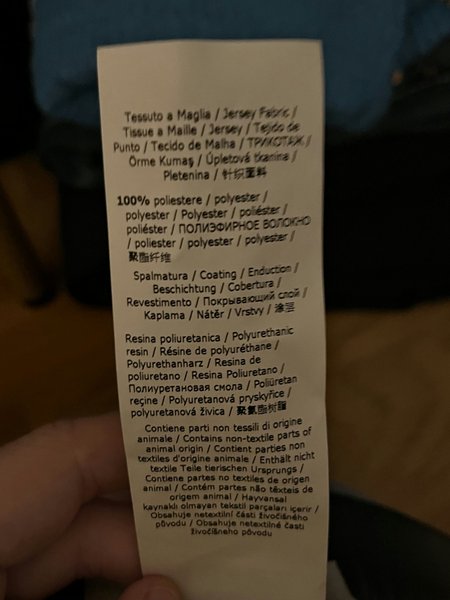 Tessuto a Maglia / Jersey Fabric /
Tissue a Maille / Jersey / Tejido de
Punto / Tecido de Malha / ТРИКОТАЖ /
Örme Kumaş / Úpletová tkanina /
Pletenina / 针织面料
100% poliestere / polyester /
polyester / Polyester / poliéster /
poliéster / ПОЛИЭФИРНОЕ ВОЛОКНО
/ poliester / polyester / polyester /
聚酯纤维
Spalmatura / Coating / Enduction /
Beschichtung / Cobertura /
Revestimento / Покрывающий слой /
Kaplama / Nátěr / Vrstvy / 涂层
Resina poliuretanica / Polyurethanic
resin / Résine de polyuréthane /
Polyurethanharz / Resina de
poliuretano / Resina Poliuretano /
Полиуретановая смола / Poliüretan
reçine / Polyuretanová pryskyřice /
polyuretanová živica / 聚氨酯树脂
Contiene parti non tessili di origine
animale / Contains non-textile parts of
animal origin / Contient parties non
textiles d'origine animale / Enthält nicht
textile Teile tierischen Ursprungs /
Contiene partes no textiles de origen
animal / Contém partes não têxteis de
origem animal / Hayvansal
kaynaklı olmayan tekstil parçaları içerir /
Obsahuje netextilní části živočišného
původu / Obsahuje netextilné časti
živočíšneho pôvodu